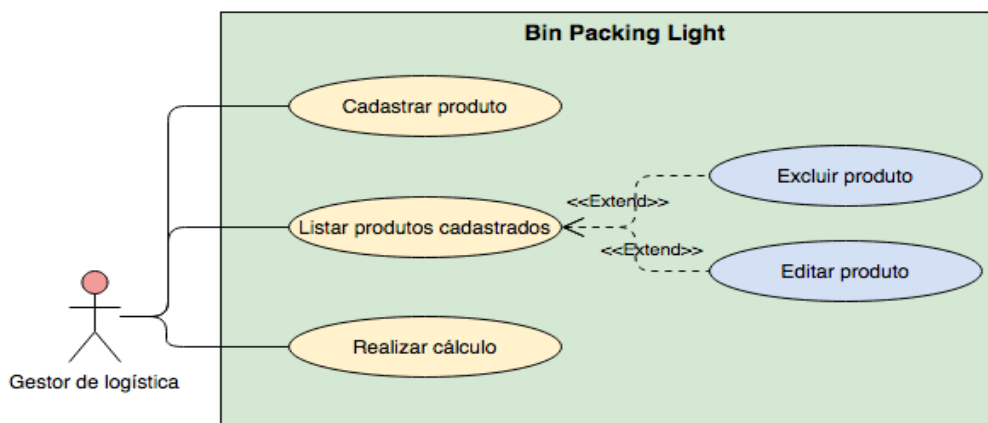 Bin Packing Light
Cadastrar produto
Excluir produto
<<Extend>>
Listar produtos cadastrados
<<Extend>>
Editar produto
Realizar cálculo
Gestor de logística